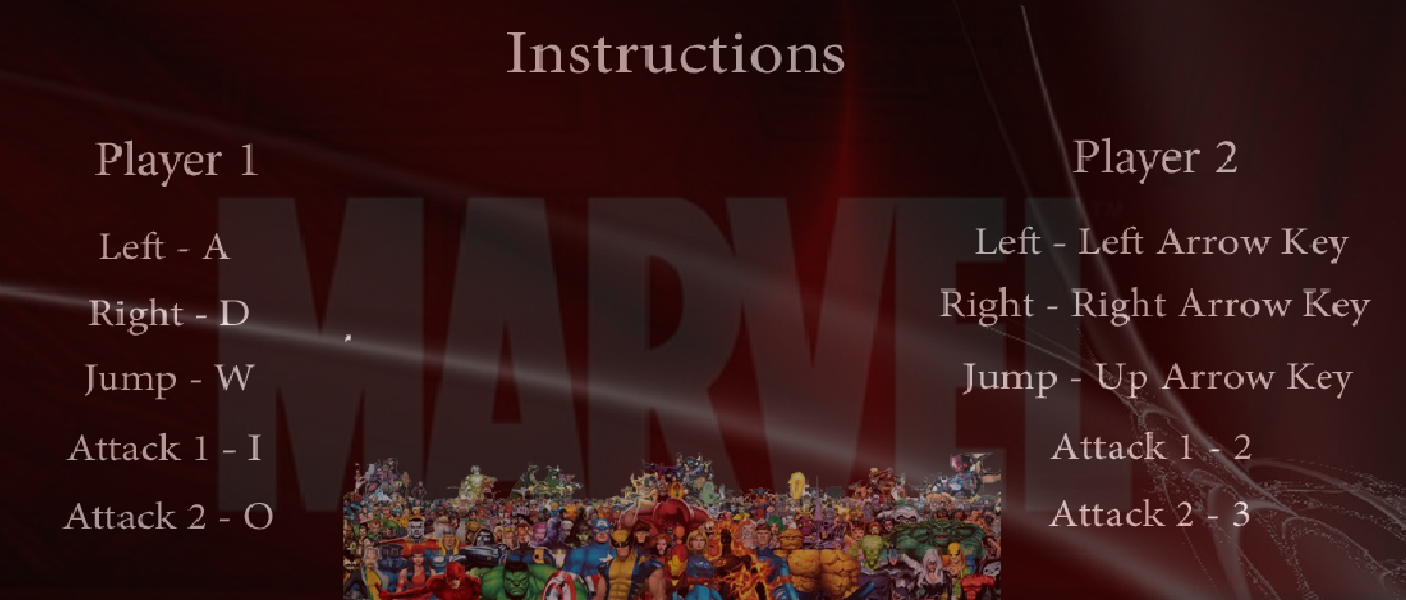 Instructions
Player 1
Left - A
Right - D
Jump - W
Attack 1 - I
Attack 2 - O
Player 2
Left - Left Arrow Key
Right - Right Arrow Key
Jump - Up Arrow Key
Attack 1 - 2
Attack 2 - 3
MARVEL
TM